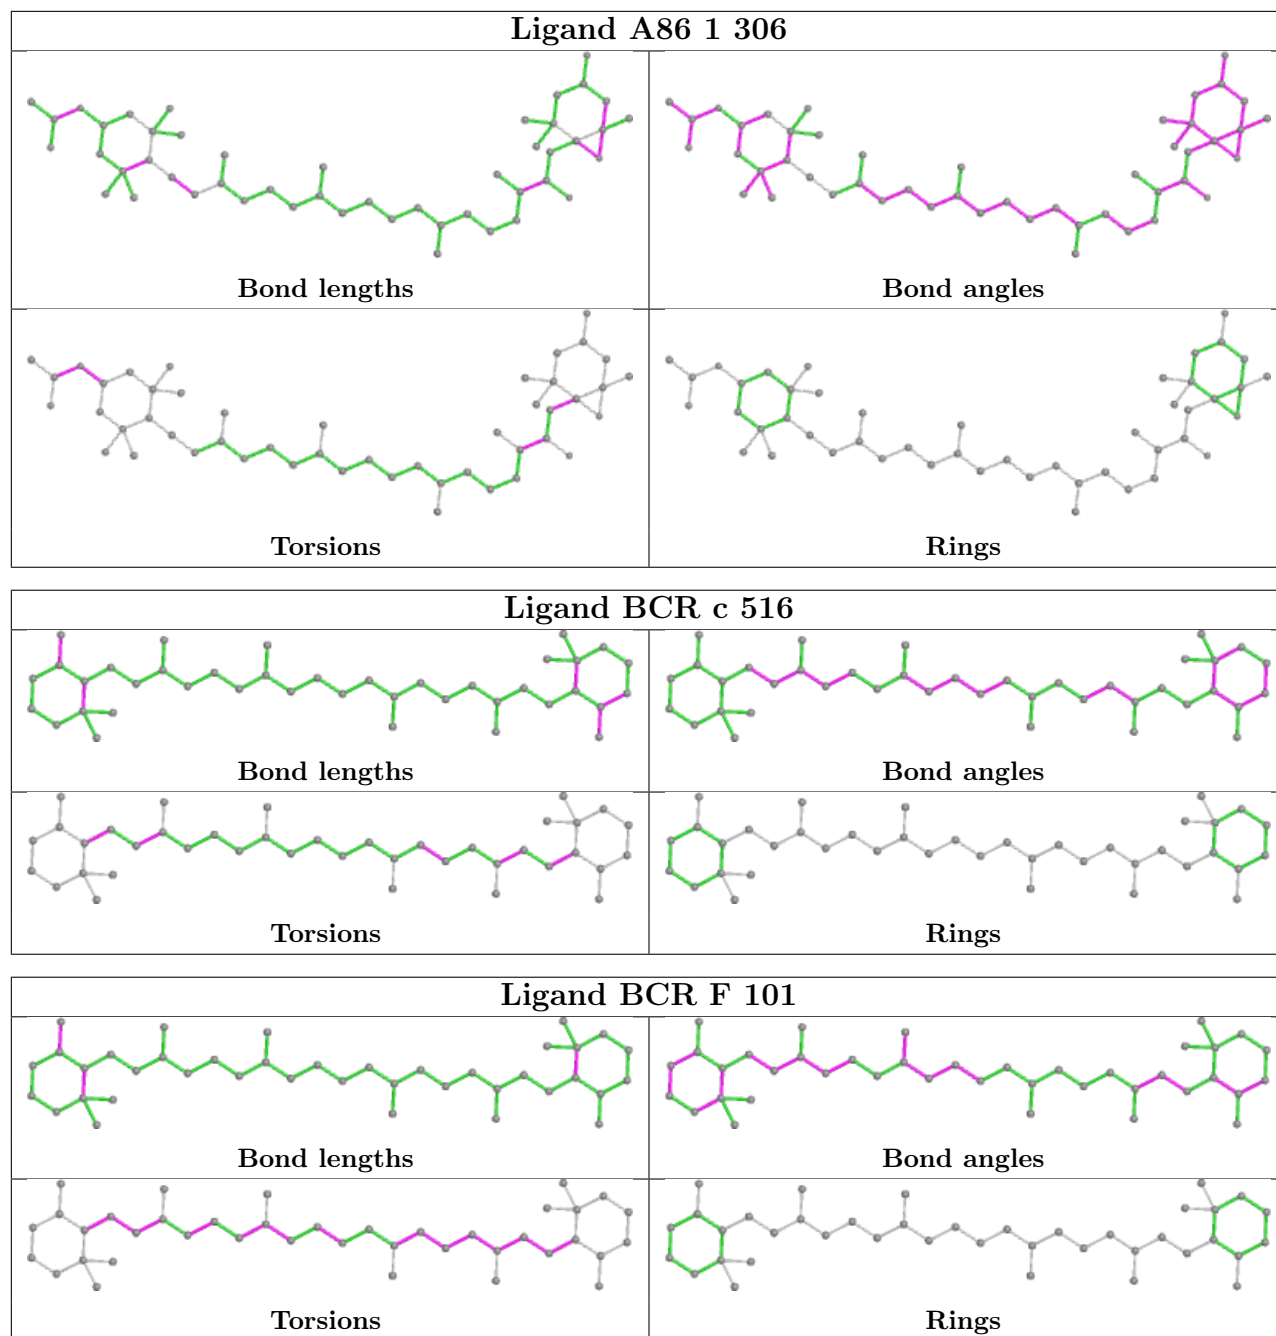 Ligand A86 1 306
Bond lengths
Bond angles
Torsions
Rings
Ligand BCR c 516
Bond lengths
Bond angles
Torsions
Rings
Ligand BCR F 101
Bond lengths
Bond angles
Torsions
Rings